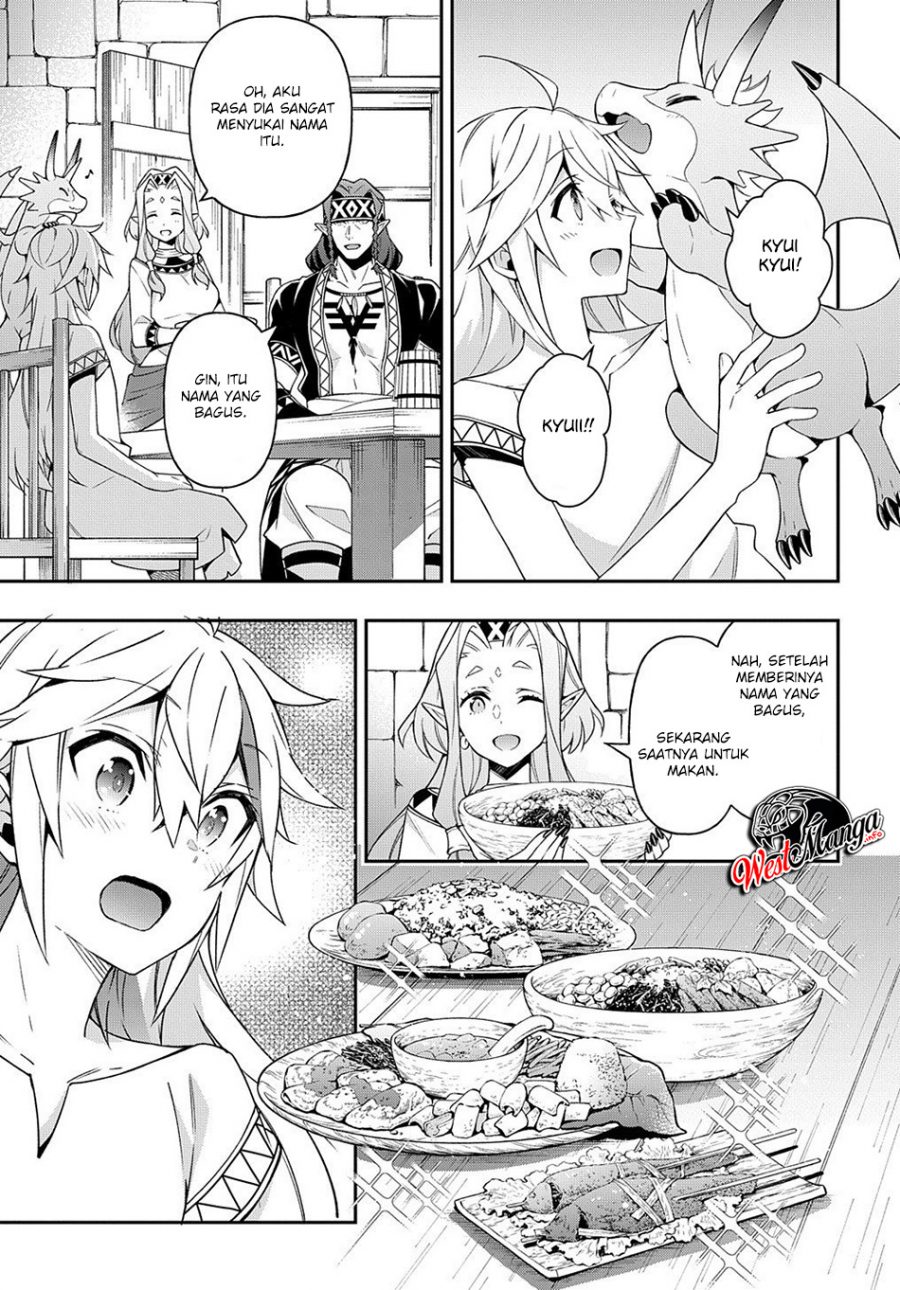 KYUI
KYUI!
KYUII!!
OH, AKU
RASA DIA SANGAT
MENYUKAI NAMA
ITU.
GIN, ITU
NAMA YANG
BAGUS.
NAH, SETELAH
MEMBERINYA
NAMA YANG
BAGUS,
SEKARANG
SAATNYA UNTUK
MAKAN.
WestManga
.info